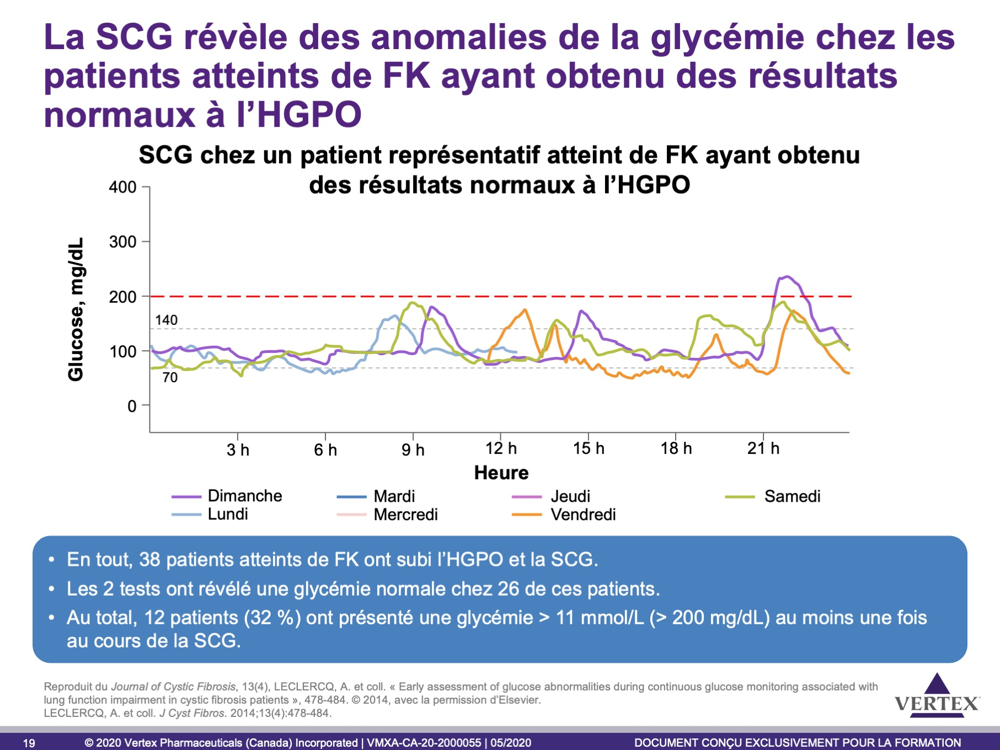 La SCG révèle des anomalies de la glycémie chez les
patients atteints de FK ayant obtenu des résultats
normaux à l’HGPO
SCG chez un patient représentatif atteint de FK ayant obtenu
des résultats normaux à l’HGPO
Glucose, mg/dL
400
300
200
140
100
70
0
3 h
6 h
9 h
12 h
15 h
18 h
21 h
Heure
Dimanche
Mardi
Jeudi
Samedi
Lundi
Mercredi
Vendredi
• En tout, 38 patients atteints de FK ont subi l’HGPO et la SCG.
• Les 2 tests ont révélé une glycémie normale chez 26 de ces patients.
• Au total, 12 patients (32 %) ont présenté une glycémie > 11 mmol/L (> 200 mg/dL) au moins une fois
au cours de la SCG.
Reproduit du Journal of Cystic Fibrosis, 13(4), LECLERCQ, A. et coll. « Early assessment of glucose abnormalities during continuous glucose monitoring associated with
lung function impairment in cystic fibrosis patients », 478-484. © 2014, avec la permission d’Elsevier.
LECLERCQ, A. et coll. J Cyst Fibros. 2014;13(4):478-484.
VERTEX
19
© 2020 Vertex Pharmaceuticals (Canada) Incorporated | VMXA-CA-20-2000055 | 05/2020
DOCUMENT CONÇU EXCLUSIVEMENT POUR LA FORMATION